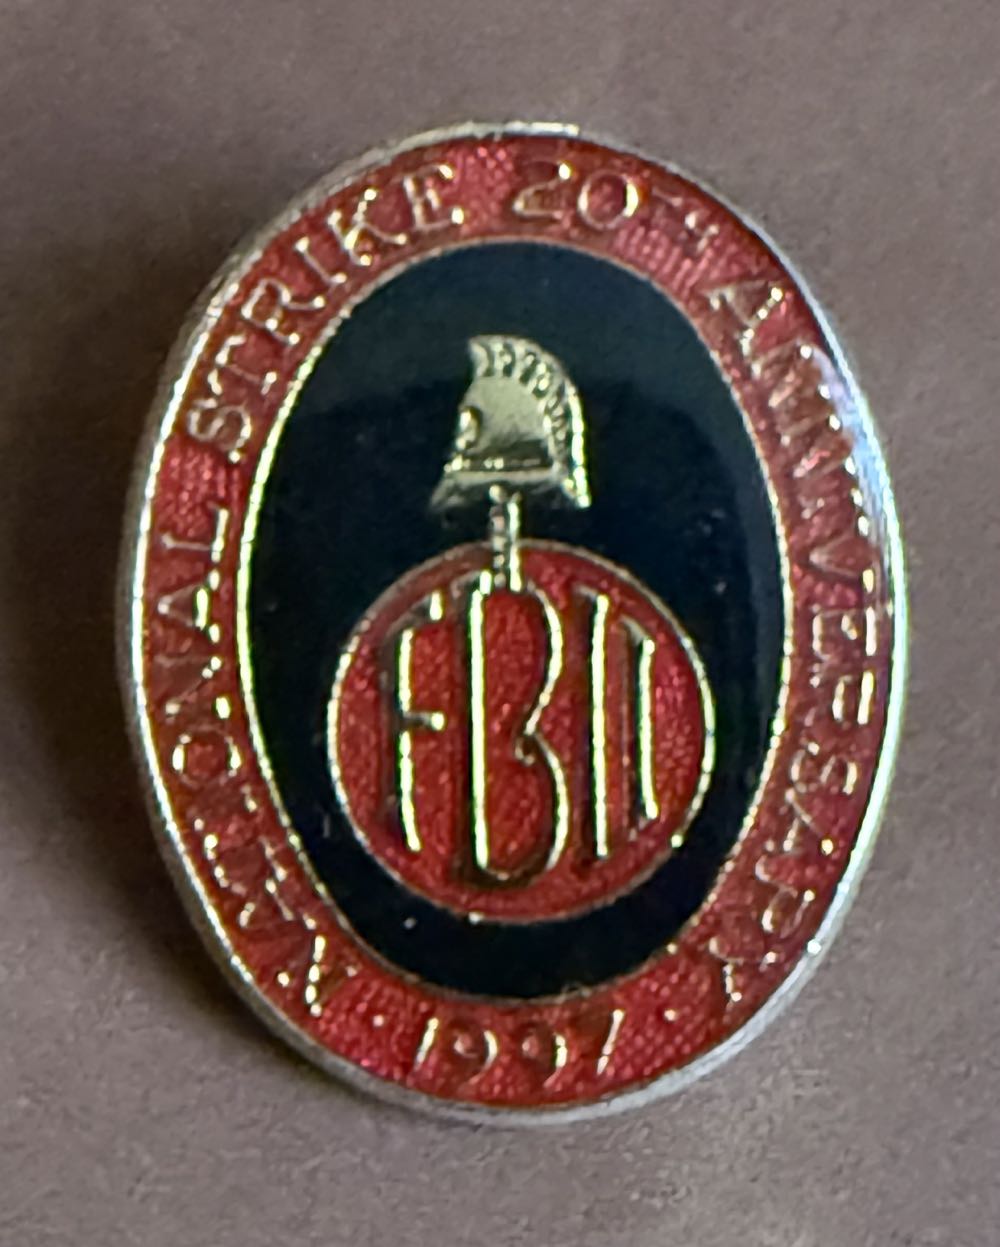 NATIONAL STRIKE 20TH ANNIVERSARY
FBU
· 1997 ·